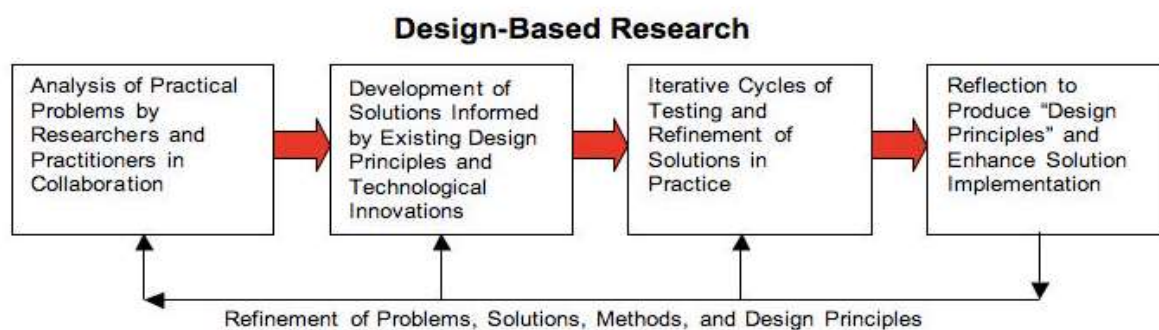 Design-Based Research
Analysis of Practical
Problems by
Researchers and
Practitioners in
Collaboration
Development of
Solutions Informed
by Existing Design
Principles and
Technological
Innovations
Iterative Cycles of
Testing and
Refinement of
Solutions in
Practice
Reflection to
Produce “Design
Principles” and
Enhance Solution
Implementation
Refinement of Problems, Solutions, Methods, and Design Principles